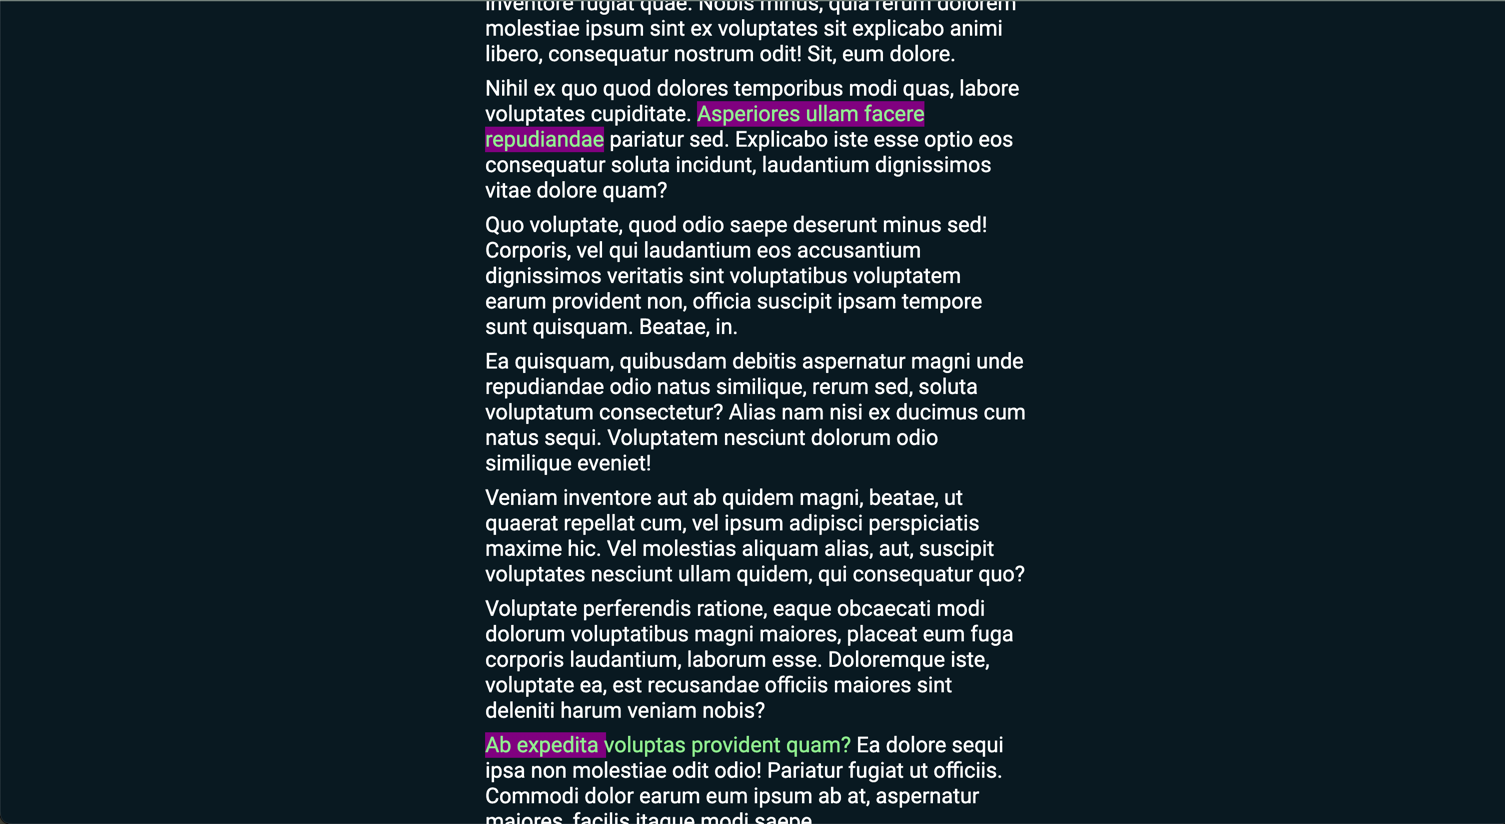 inventore fugiat quae. Nobis minus, quia rerum dolorem
molestiae ipsum sint ex voluptates sit explicabo animi
libero, consequatur nostrum odit! Sit, eum dolore.
Nihil ex quo quod dolores temporibus modi quas, labore
voluptates cupiditate. Asperiores ullam facere
repudiandae pariatur sed. Explicabo iste esse optio eos
consequatur soluta incidunt, laudantium dignissimos
vitae dolore quam?
Quo voluptate, quod odio saepe deserunt minus sed!
Corporis, vel qui laudantium eos accusantium
dignissimos veritatis sint voluptatibus voluptatem
earum provident non, officia suscipit ipsam tempore
sunt quisquam. Beatae, in.
Ea quisquam, quibusdam debitis aspernatur magni unde
repudiandae odio natus similique, rerum sed, soluta
voluptatum consectetur? Alias nam nisi ex ducimus cum
natus sequi. Voluptatem nesciunt dolorum odio
similique eveniet!
Veniam inventore aut ab quidem magni, beatae, ut
quaerat repellat cum, vel ipsum adipisci perspiciatis
maxime hic. Vel molestias aliquam alias, aut, suscipit
voluptates nesciunt ullam quidem, qui consequatur quo?
Voluptate perferendis ratione, eaque obcaecati modi
dolorum voluptatibus magni maiores, placeat eum fuga
corporis laudantium, laborum esse. Doloremque iste,
voluptate ea, est recusandae officiis maiores sint
deleniti harum veniam nobis?
Ab expedita voluptas provident quam? Ea dolore sequi
ipsa non molestiae odit odio! Pariatur fugiat ut officiis.
Commodi dolor earum eum ipsum ab at, aspernatur
maiores, facilis itaque modi saepe